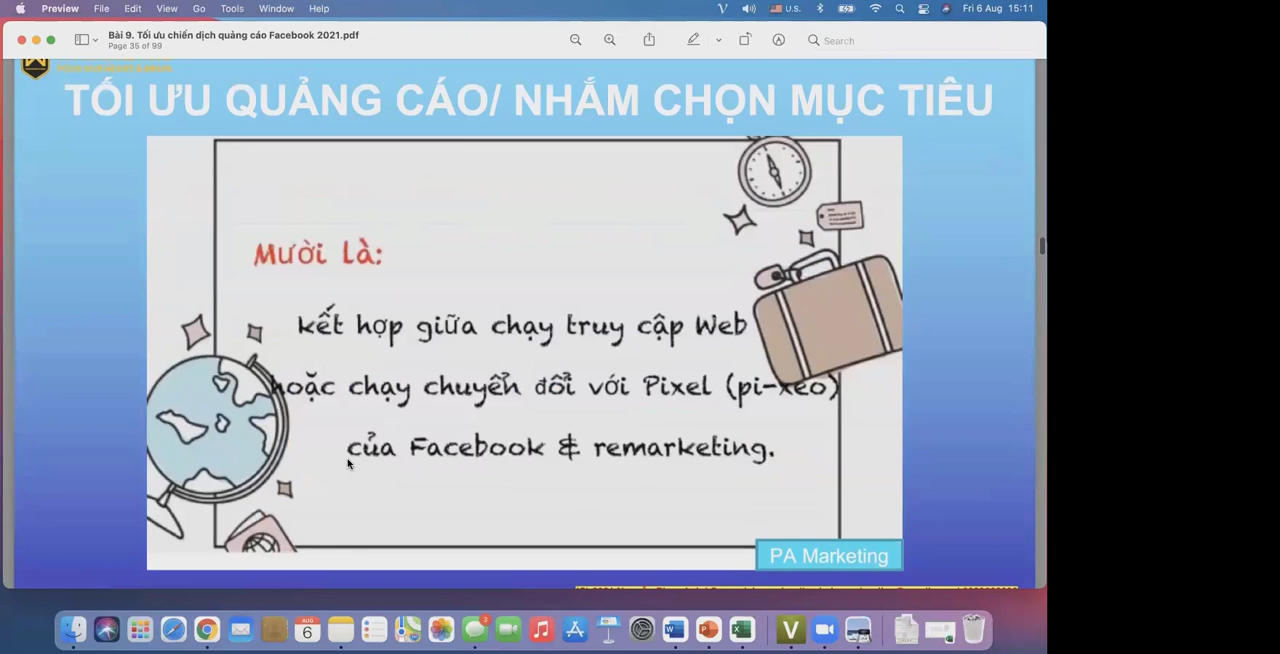 Preview File Edit View Go Tools Window Help
U.S. Fri 6 Aug 15:11
Bài 9. Tối ưu chiến dịch quảng cáo Facebook 2021.pdf
Page 35 of 99
Search
TỐI ƯU QUẢNG CÁO/ NHẮM CHỌN MỤC TIÊU
Mười là:
kết hợp giữa chạy truy cập Web
hoặc chạy chuyển đổi với Pixel (pi-xeo)
của Facebook & remarketing.
PA Marketing
AUG
6
3